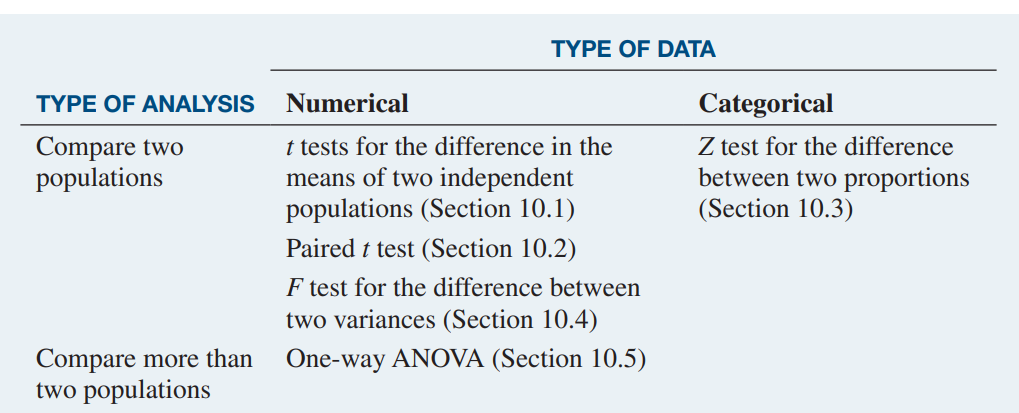 TYPE OF DATA
TYPE OF ANALYSIS Numerical Categorical
Compare two populations
t tests for the difference in the
means of two independent
populations (Section 10.1)
Paired t test (Section 10.2)
F test for the difference between
two variances (Section 10.4)
Z test for the difference
between two proportions
(Section 10.3)
Compare more than
two populations
One-way ANOVA (Section 10.5)